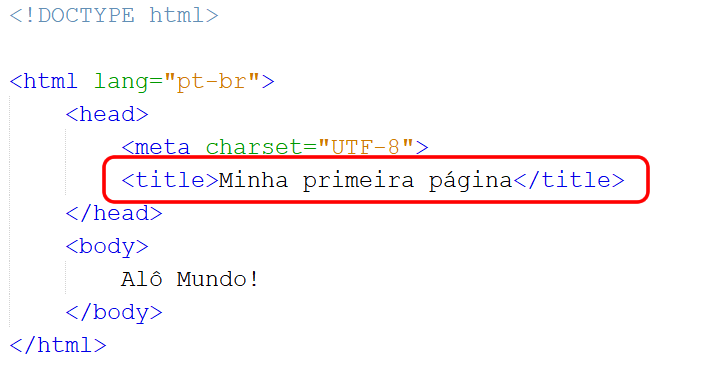 <!DOCTYPE html>
<html lang="pt-br">
<head>
<meta charset="UTF-8">
<title>Minha primeira página</title>
</head>
<body>
Alô Mundo!
</body>
</html>